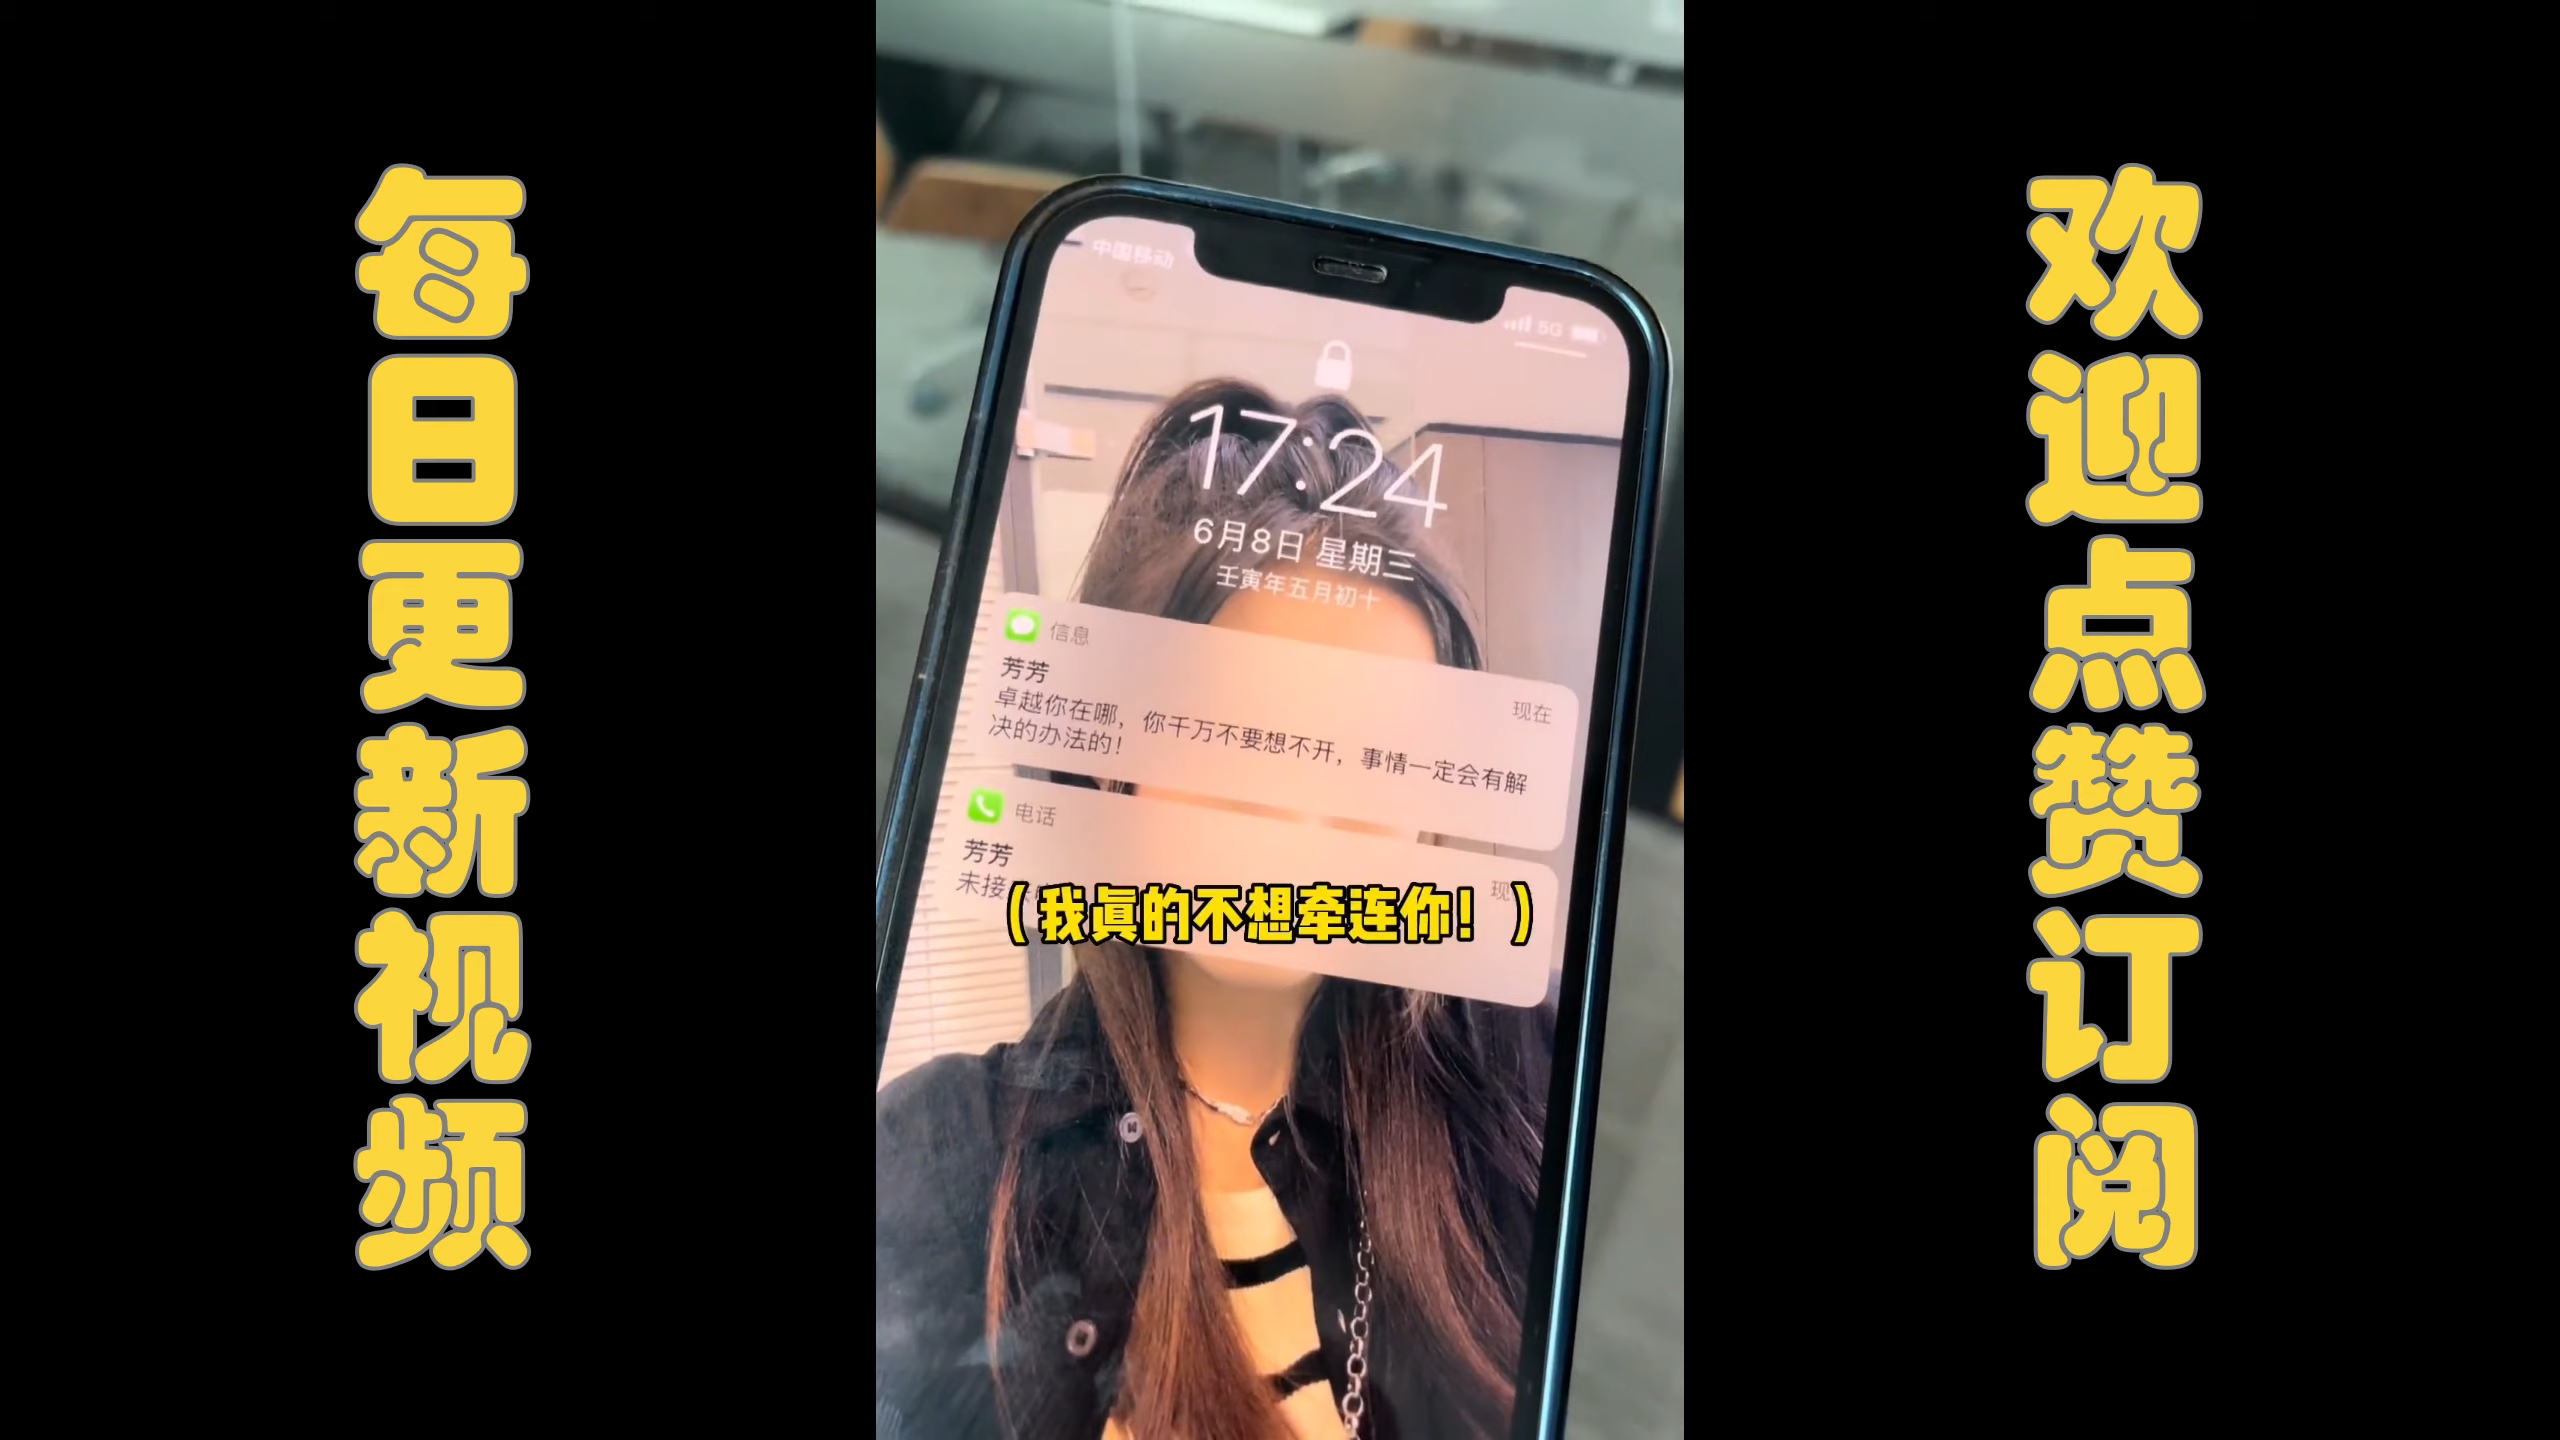 每日更新视频
中国移动
5G
17:24
6月8日 星期三
壬寅年五月初十
信息
芳芳
现在
卓越你在哪，你千万不要想不开，事情一定会有解
决的办法的！
电话
芳芳
未接
现
（我真的不想牵连你！）
欢迎点赞订阅